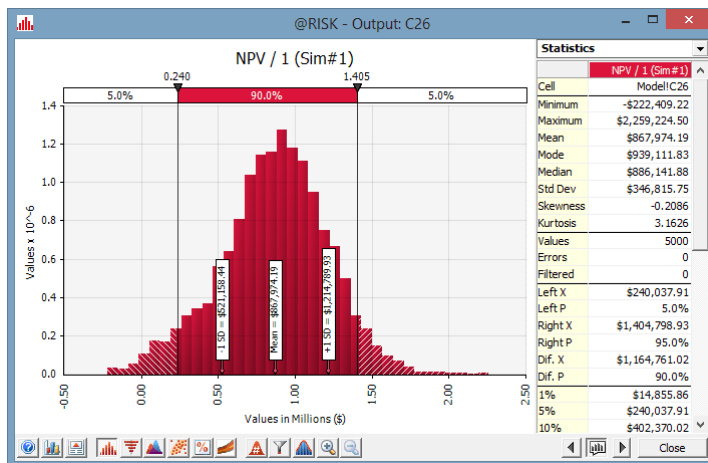 @RISK - Output: C26
NPV / 1 (Sim#1)
0.240
1.405
5.0%
90.0%
5.0%
1.4
1.2
1.0
0.8
0.6
0.4
0.2
0.0
Values x 10^-6
-1 SD = $521,158.44
Mean = $867,974.19
+1 SD = $1,214,789.93
-0.50
0.00
0.50
1.00
1.50
2.00
2.50
Values in Millions ($)
Statistics
NPV / 1 (Sim#1)
Cell Model!C26
Minimum -$222,409.22
Maximum $2,259,224.50
Mean $867,974.19
Mode $939,111.83
Median $886,141.88
Std Dev $346,815.75
Skewness -0.2086
Kurtosis 3.1626
Values 5000
Errors 0
Filtered 0
Left X $240,037.91
Left P 5.0%
Right X $1,404,798.93
Right P 95.0%
Dif. X $1,164,761.02
Dif. P 90.0%
1% $14,855.86
5% $240,037.91
10% $402,370.02
Close